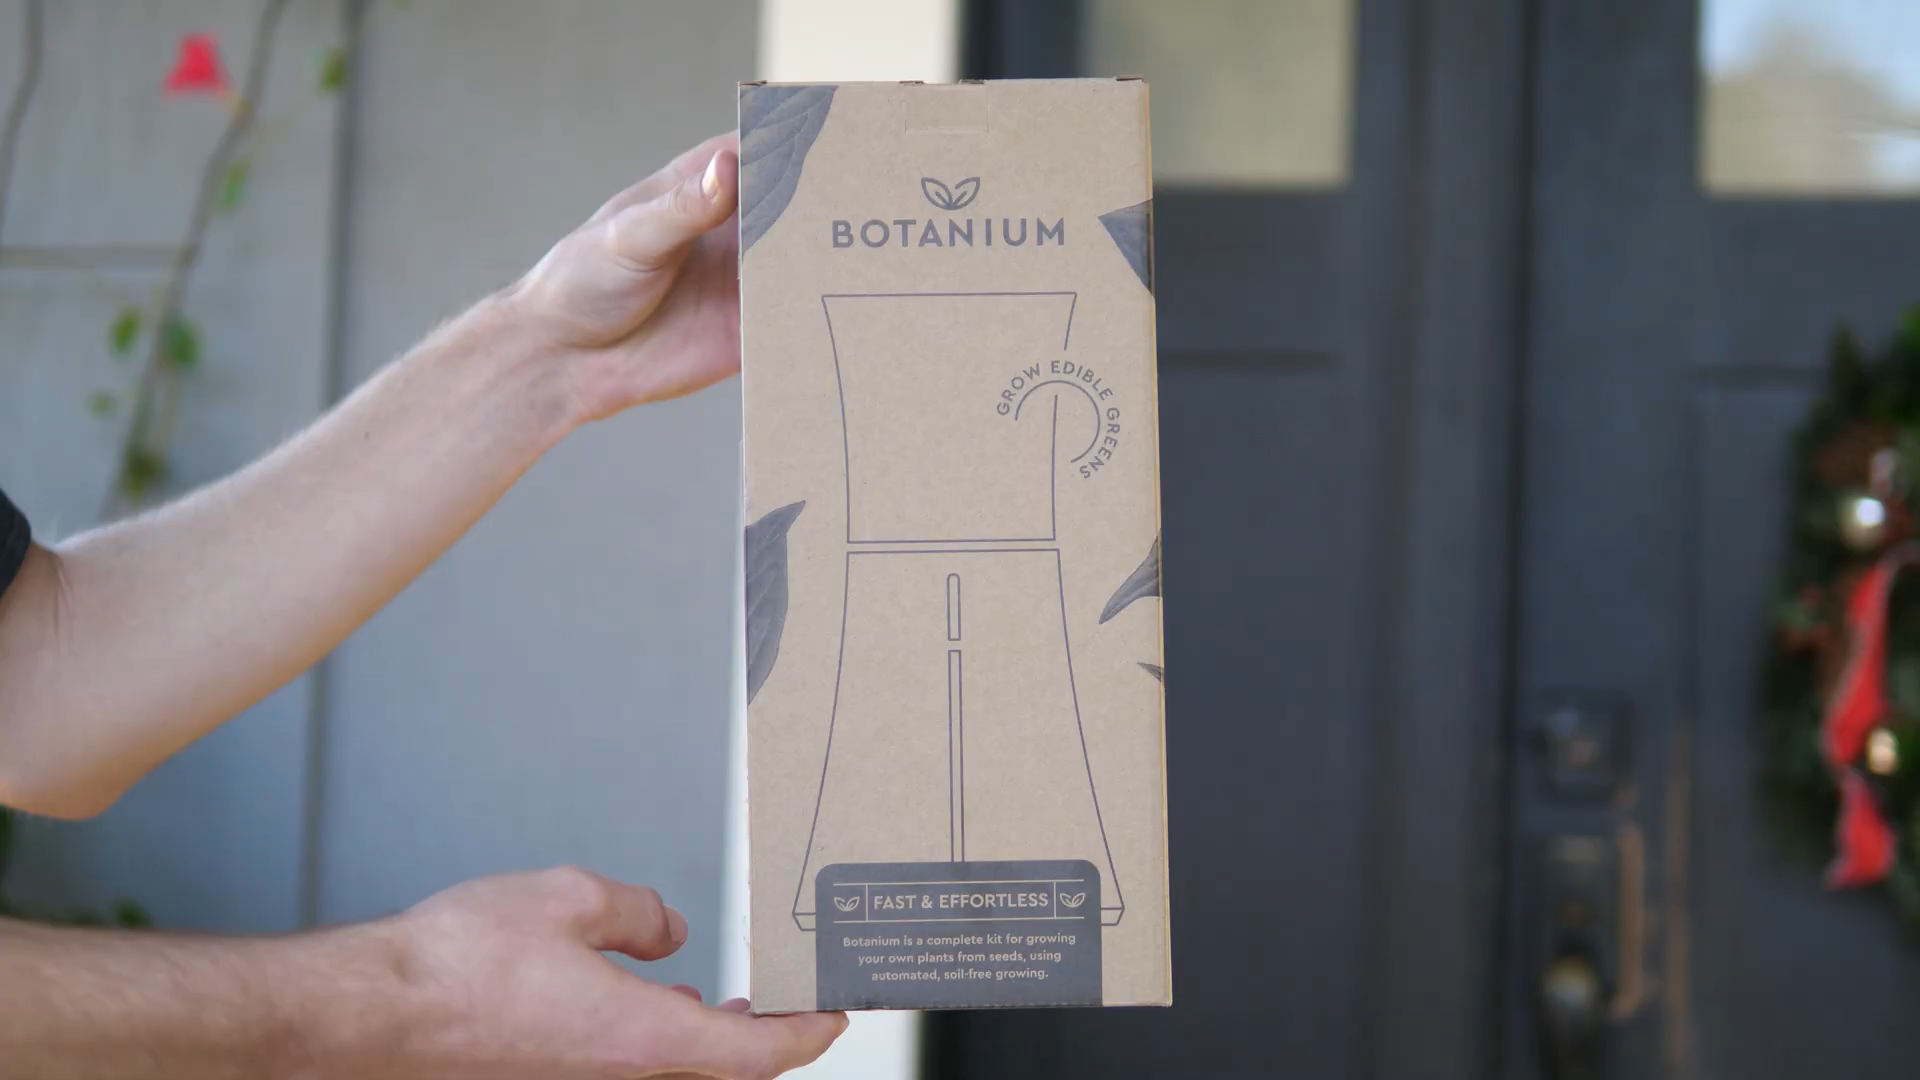 BOTANIUM
GROW EDIBLE GREENS
FAST & EFFORTLESS
Botanium is a complete kit for growing
your own plants from seeds, using
automated, soil-free growing.